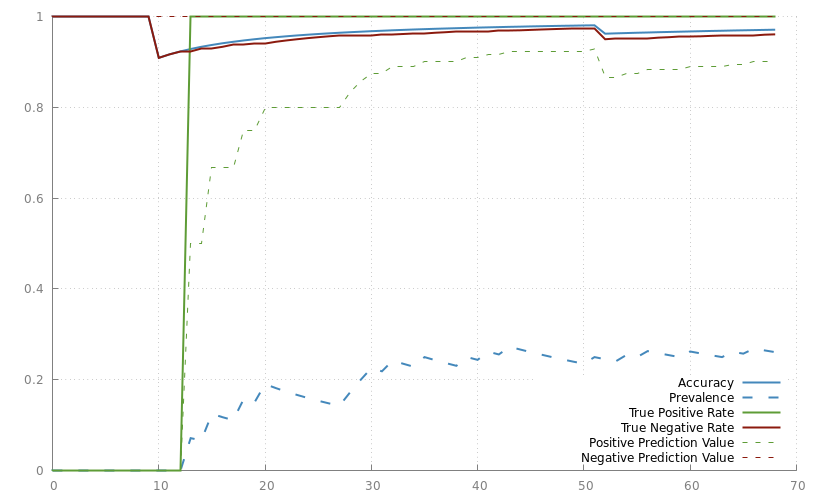 1
0.8
0.6
0.4
0.2
0
0 10 20 30 40 50 60 70
Accuracy
Prevalence
True Positive Rate
True Negative Rate
Positive Prediction Value
Negative Prediction Value